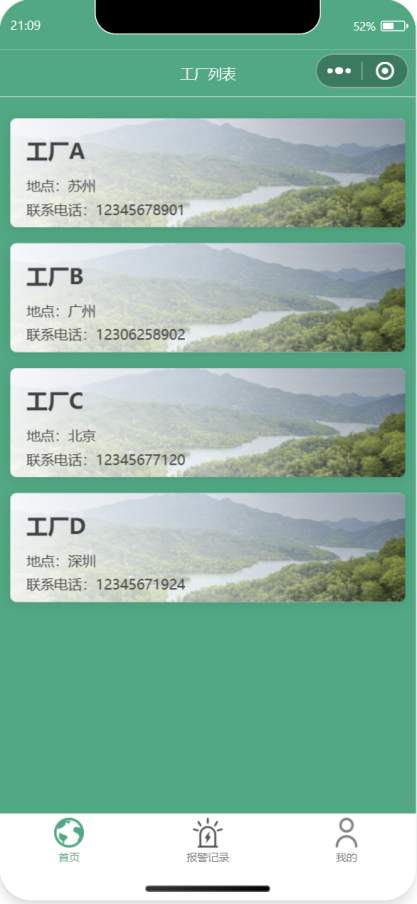 21:09
52%
工厂列表
工厂A
地点：苏州
联系电话：12345678901
工厂B
地点：广州
联系电话：12306258902
工厂C
地点：北京
联系电话：12345677120
工厂D
地点：深圳
联系电话：12345671924
首页
报警记录
我的